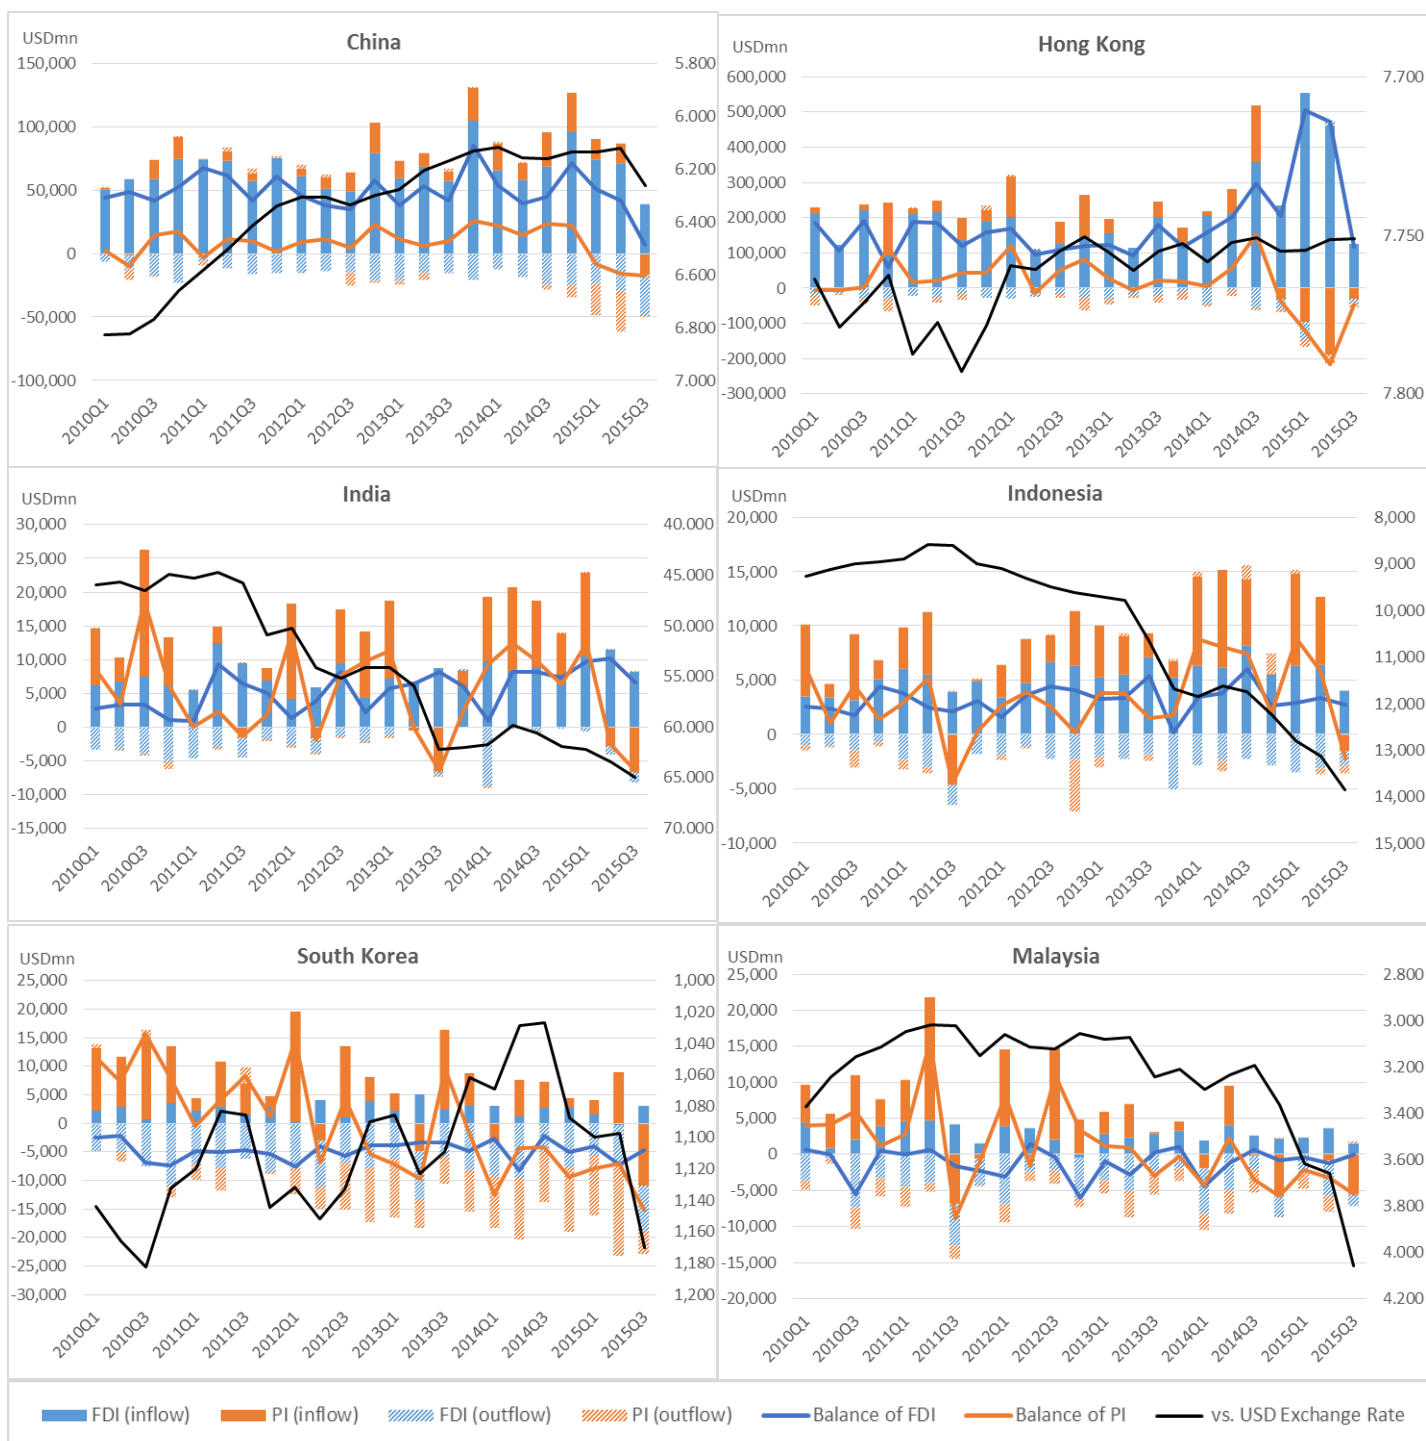 China
USDmn
150,000
100,000
50,000
0
-50,000
-100,000
5.800
6.000
6.200
6.400
6.600
6.800
7.000
2010Q1
2010Q3
2011Q1
2011Q3
2012Q1
2012Q3
2013Q1
2013Q3
2014Q1
2014Q3
2015Q1
2015Q3
Hong Kong
USDmn
600,000
500,000
400,000
300,000
200,000
100,000
0
-100,000
-200,000
-300,000
7.700
7.750
7.800
2010Q1
2010Q3
2011Q1
2011Q3
2012Q1
2012Q3
2013Q1
2013Q3
2014Q1
2014Q3
2015Q1
2015Q3
India
USDmn
30,000
25,000
20,000
15,000
10,000
5,000
0
-5,000
-10,000
-15,000
40.000
45.000
50.000
55.000
60.000
65.000
70.000
2010Q1
2010Q3
2011Q1
2011Q3
2012Q1
2012Q3
2013Q1
2013Q3
2014Q1
2014Q3
2015Q1
2015Q3
Indonesia
USDmn
20,000
15,000
10,000
5,000
0
-5,000
-10,000
8,000
9,000
10,000
11,000
12,000
13,000
14,000
15,000
2010Q1
2010Q3
2011Q1
2011Q3
2012Q1
2012Q3
2013Q1
2013Q3
2014Q1
2014Q3
2015Q1
2015Q3
South Korea
USDmn
25,000
20,000
15,000
10,000
5,000
0
-5,000
-10,000
-15,000
-20,000
-25,000
-30,000
1,000
1,020
1,040
1,060
1,080
1,100
1,120
1,140
1,160
1,180
1,200
2010Q1
2010Q3
2011Q1
2011Q3
2012Q1
2012Q3
2013Q1
2013Q3
2014Q1
2014Q3
2015Q1
2015Q3
Malaysia
USDmn
25,000
20,000
15,000
10,000
5,000
0
-5,000
-10,000
-15,000
-20,000
2.800
3.000
3.200
3.400
3.600
3.800
4.000
4.200
2010Q1
2010Q3
2011Q1
2011Q3
2012Q1
2012Q3
2013Q1
2013Q3
2014Q1
2014Q3
2015Q1
2015Q3
FDI (inflow) PI (inflow) FDI (outflow) PI (outflow) Balance of FDI Balance of PI vs. USD Exchange Rate